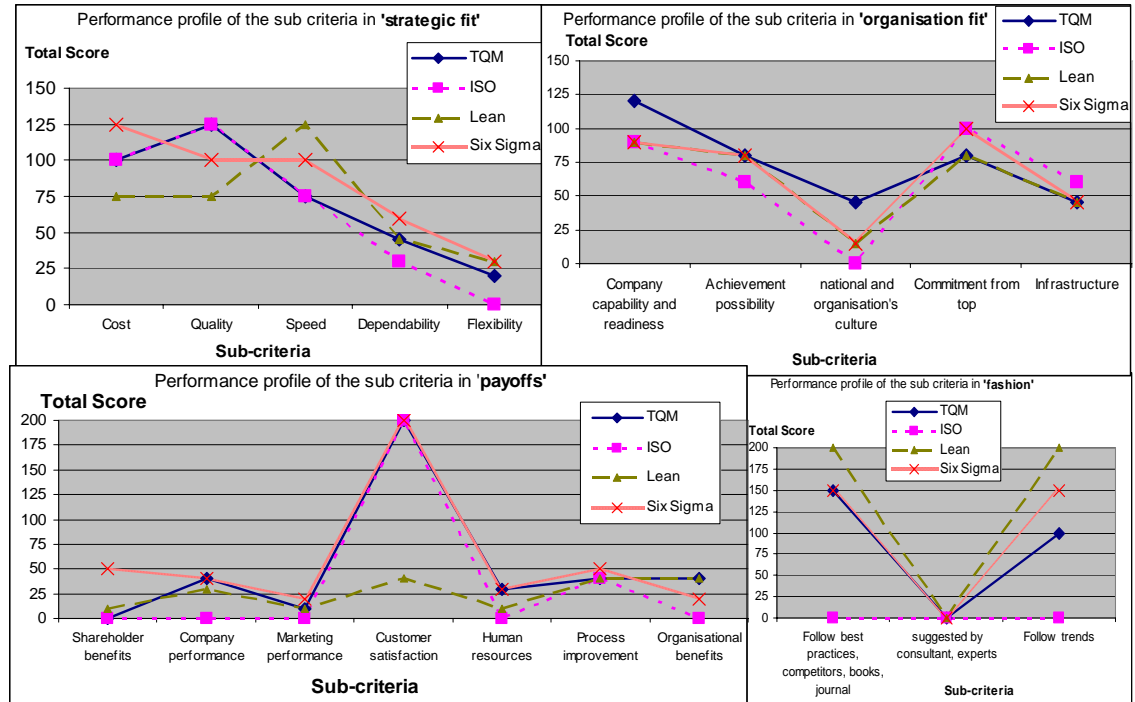 Performance profile of the sub criteria in 'strategic fit'
Total Score
TQM
ISO
Lean
Six Sigma
150
125
100
75
50
25
0
Cost Quality Speed Dependability Flexibility
Sub-criteria
Performance profile of the sub criteria in 'organisation fit'
Total Score
TQM
ISO
Lean
Six Sigma
150
125
100
75
50
25
0
Company capability and readiness
Achievement possibility
national and organisation's culture
Commitment from top
Infrastructure
Sub-criteria
Performance profile of the sub criteria in 'payoffs'
Total Score
TQM
ISO
Lean
Six Sigma
200
175
150
125
100
75
50
25
0
Shareholder benefits
Company performance
Marketing performance
Customer satisfaction
Human resources
Process improvement
Organisational benefits
Sub-criteria
Performance profile of the sub criteria in 'fashion'
Total Score
TQM
ISO
Lean
Six Sigma
200
175
150
125
100
75
50
25
0
Follow best practices, competitors, books, journal
suggested by consultant, experts
Follow trends
Sub-criteria